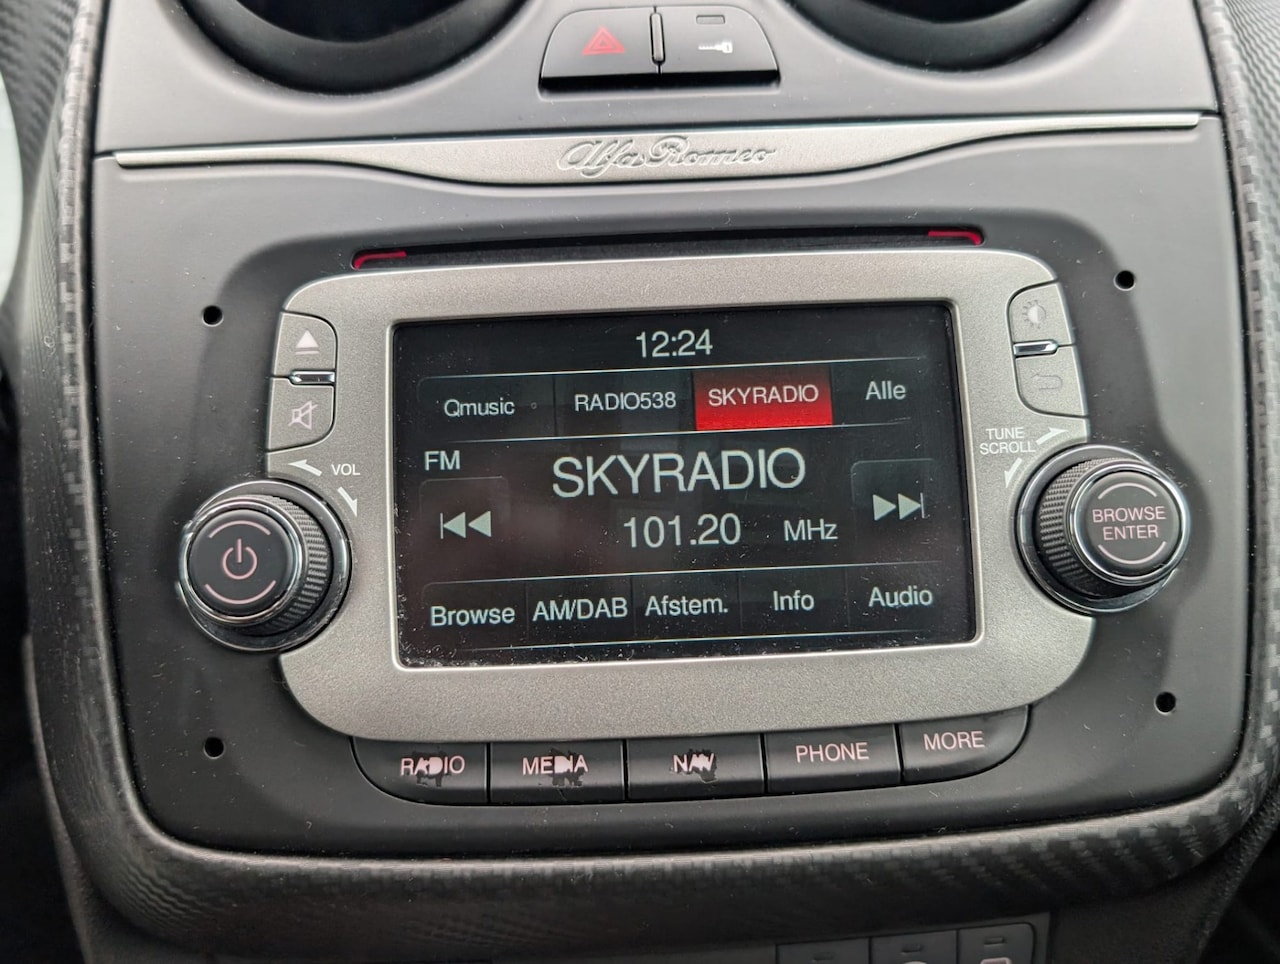 Alfa Romeo
12:24
Qmusic RADIO538 SKYRADIO Alle
FM
SKYRADIO
101.20 MHz
Browse AM/DAB Afstem. Info Audio
VOL
TUNE
SCROLL
BROWSE
ENTER
RADIO MEDIA NAV PHONE MORE